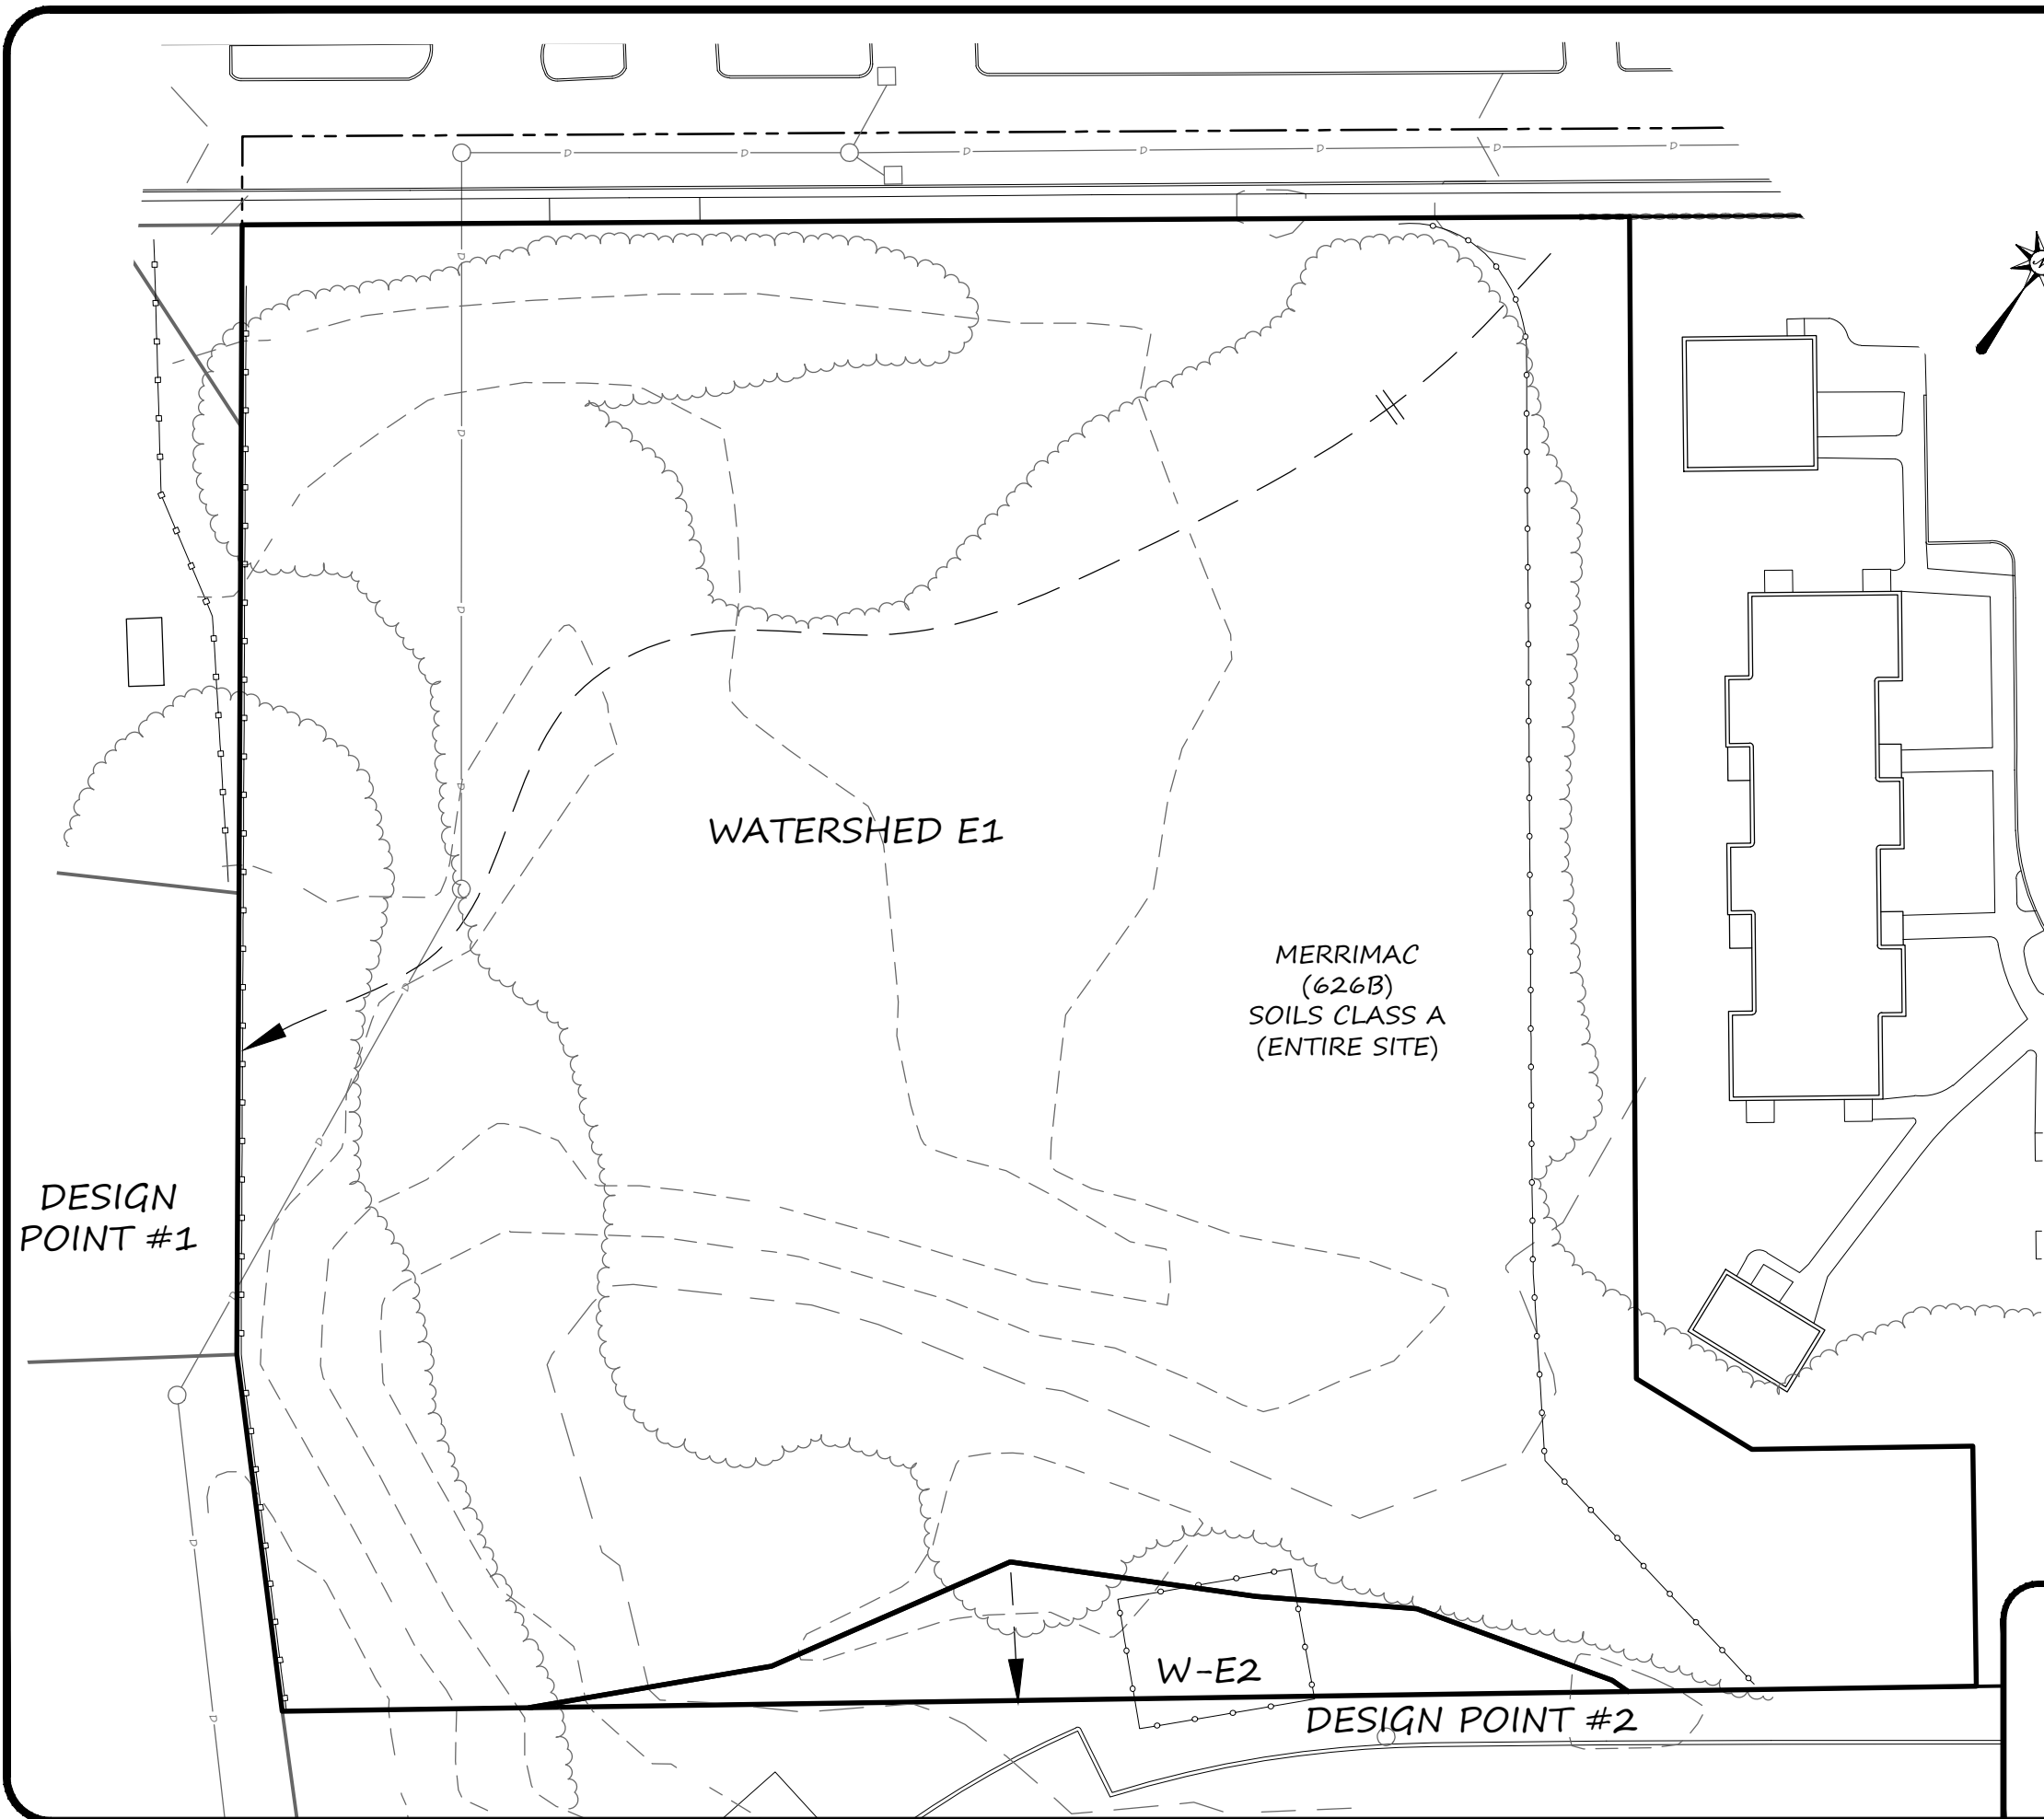 D D D D D D
D
D
D
WATERSHED E1
D
MERRIMAC
(626B)
SOILS CLASS A
(ENTIRE SITE)
D
D
DESIGN
POINT #1
D
D
W-E2
DESIGN POINT #2
D